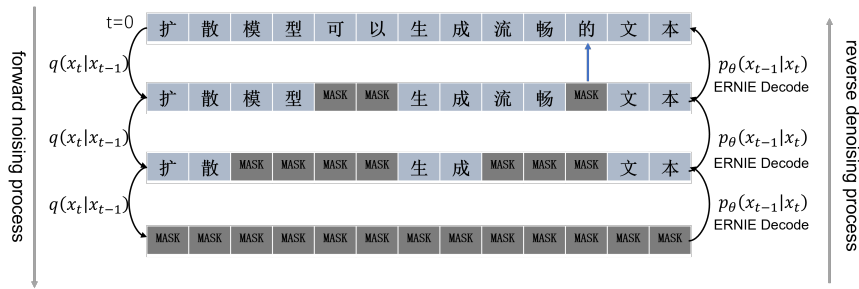 t=0
扩 散 模 型 可 以 生 成 流 畅 的 文 本
q(x_t|x_{t-1})
p_θ(x_{t-1}|x_t)
ERNIE Decode
扩 散 模 型 MASK MASK 生 成 流 畅 MASK 文 本
q(x_t|x_{t-1})
p_θ(x_{t-1}|x_t)
ERNIE Decode
扩 散 MASK MASK MASK MASK 生 成 MASK MASK MASK 文 本
q(x_t|x_{t-1})
p_θ(x_{t-1}|x_t)
ERNIE Decode
MASK MASK MASK MASK MASK MASK MASK MASK MASK MASK MASK MASK MASK
forward noising process
reverse denoising process